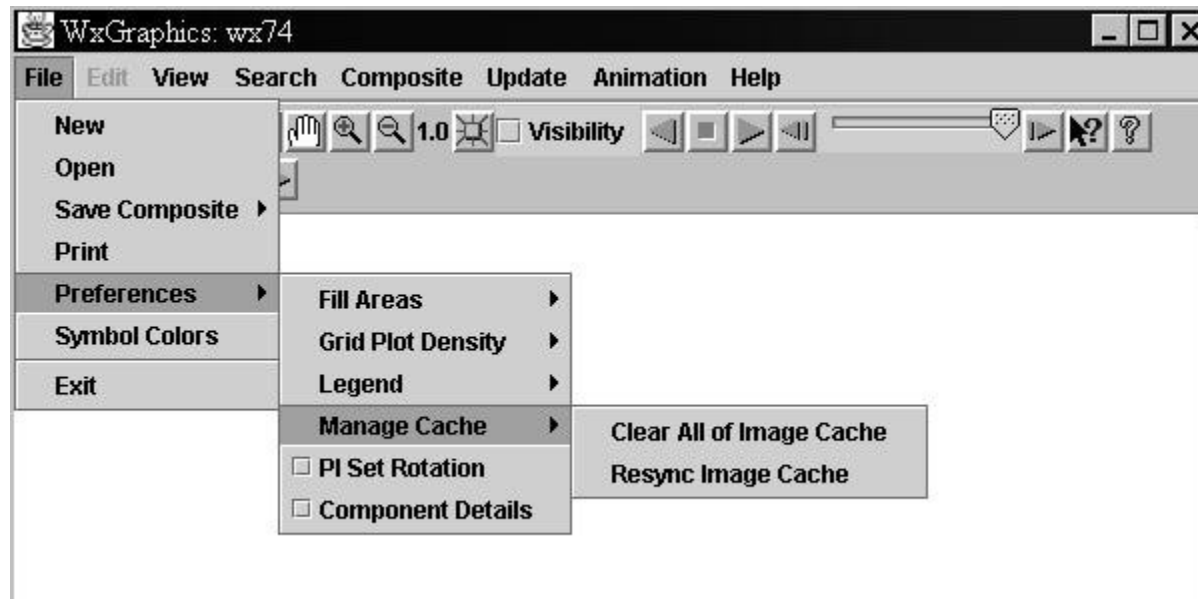 WxGraphics: wx74
File Edit View Search Composite Update Animation Help
1.0 Visibility
New
Open
Save Composite
Print
Preferences
Symbol Colors
Exit
Fill Areas
Grid Plot Density
Legend
Manage Cache
PI Set Rotation
Component Details
Clear All of Image Cache
Resync Image Cache